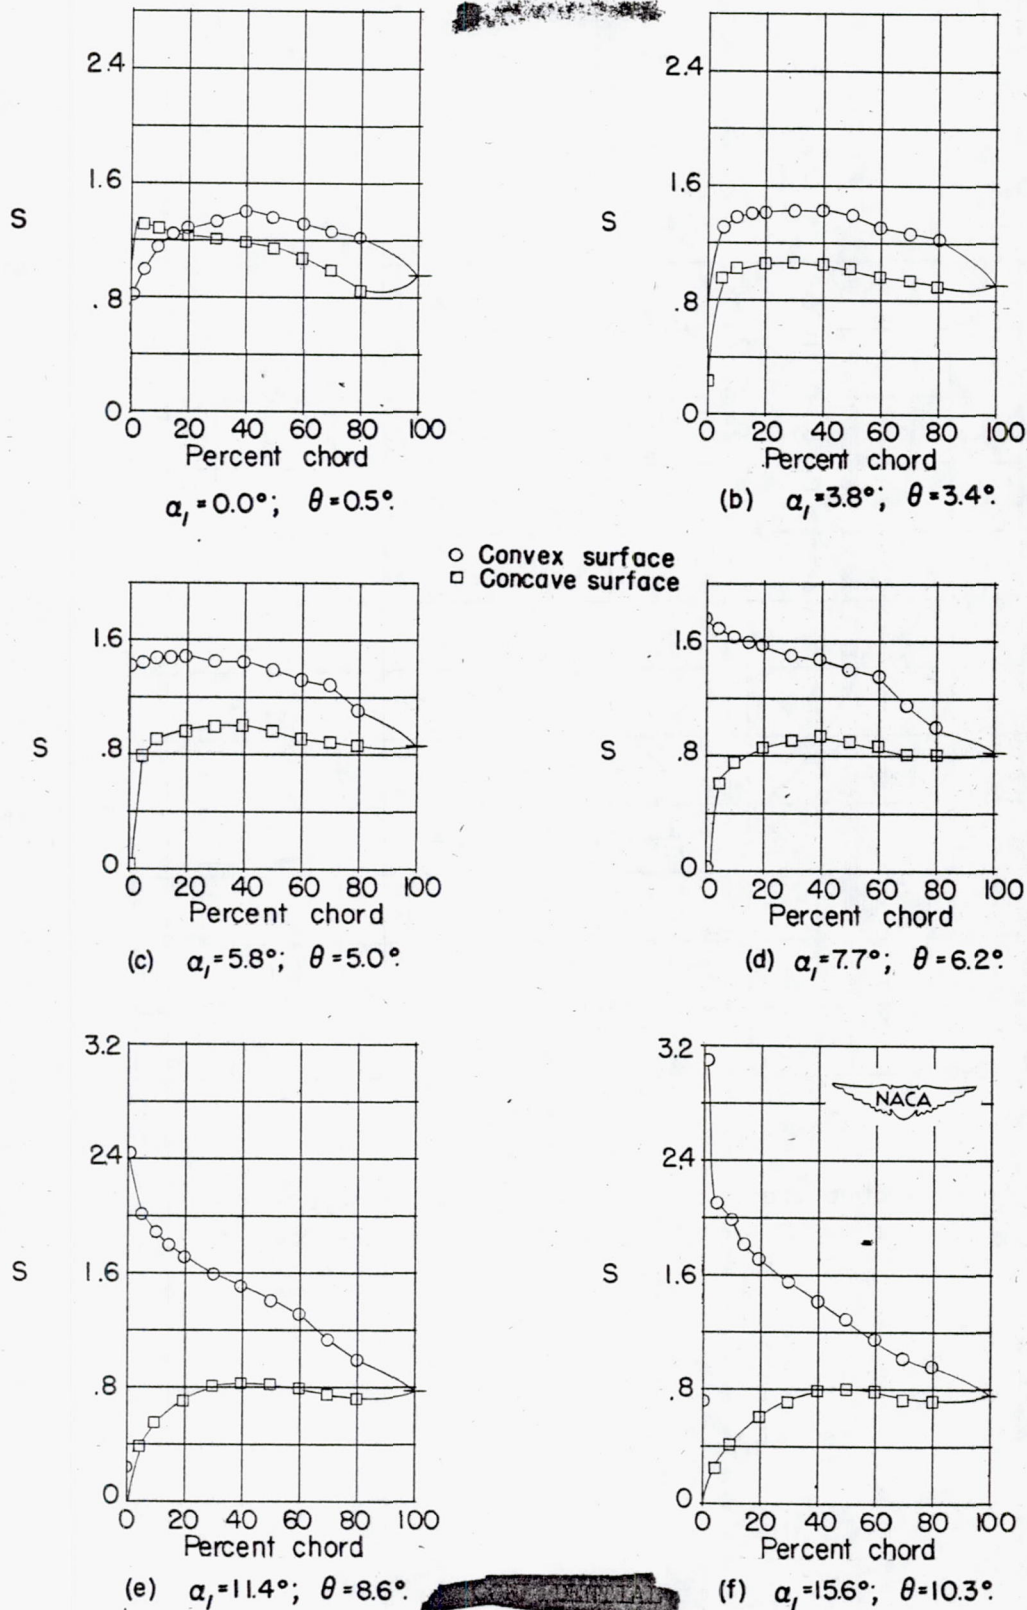 2.4
1.6
S
.8
0
0 20 40 60 80 100
Percent chord
α₁ = 0.0°; θ = 0.5°.
2.4
1.6
S
.8
0
0 20 40 60 80 100
Percent chord
(b) α₁ = 3.8°; θ = 3.4°.
○ Convex surface
□ Concave surface
1.6
S
.8
0
0 20 40 60 80 100
Percent chord
(c) α₁ = 5.8°; θ = 5.0°.
1.6
S
.8
0
0 20 40 60 80 100
Percent chord
(d) α₁ = 7.7°; θ = 6.2°.
3.2
2.4
1.6
S
.8
0
0 20 40 60 80 100
Percent chord
(e) α₁ = 11.4°; θ = 8.6°.
3.2
NACA
2.4
1.6
S
.8
0
0 20 40 60 80 100
Percent chord
(f) α₁ = 15.6°; θ = 10.3°.